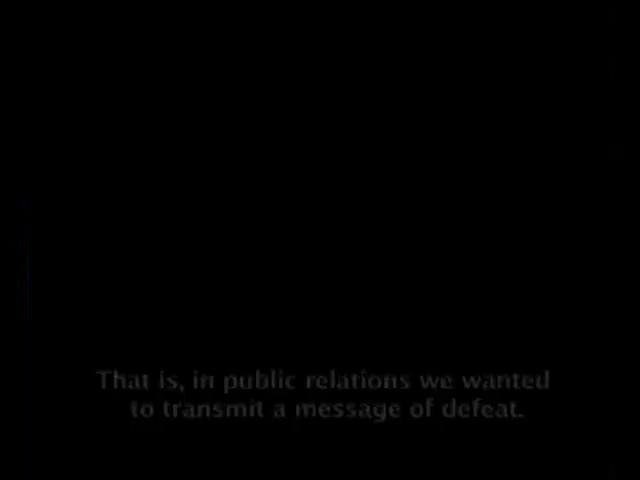 That is, in public relations we wanted
to transmit a message of defeat.